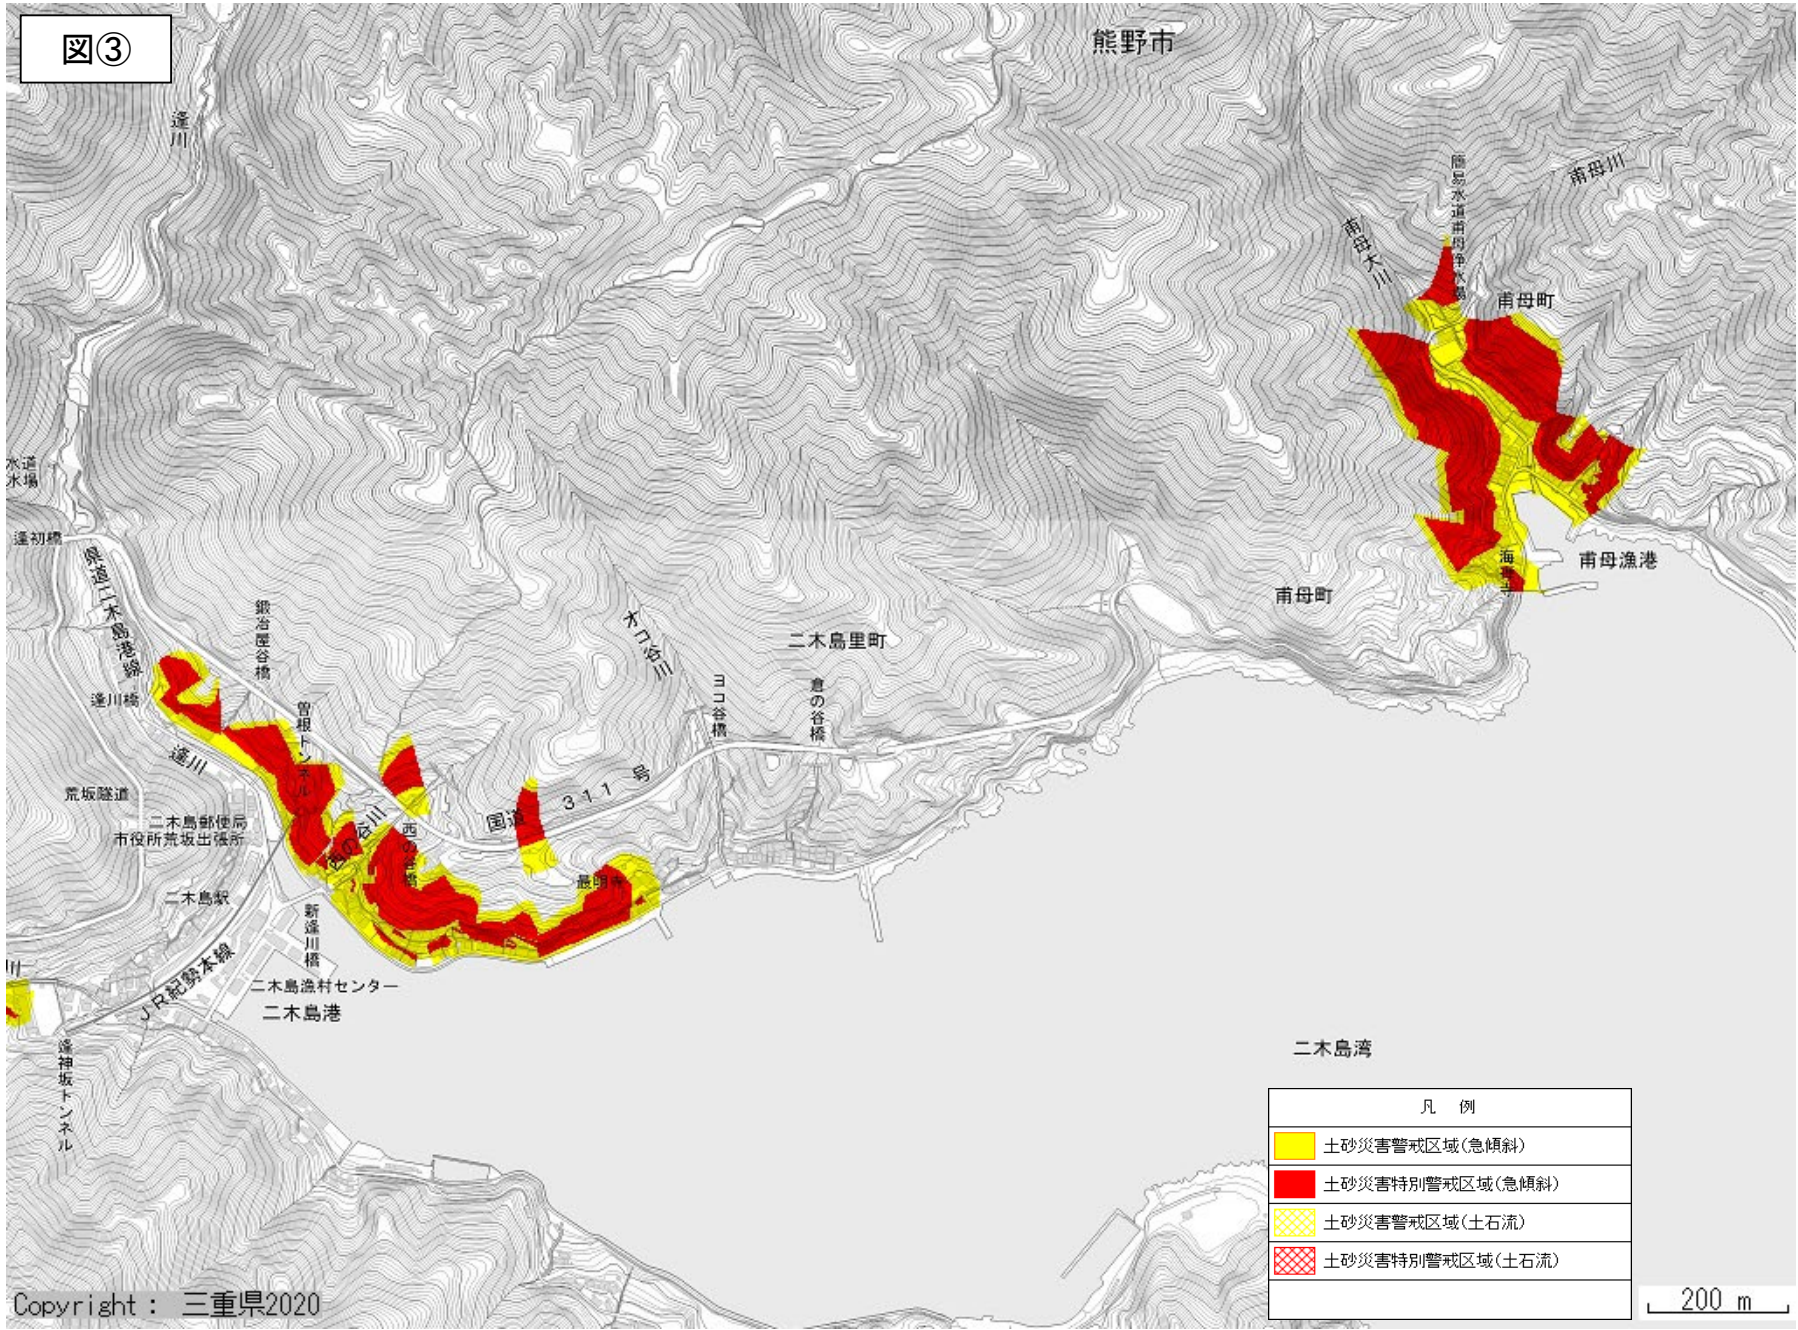 図③
熊野市
逢川
簡易水道甫母浄水場
甫母川
甫母大川
甫母町
水道
水場
逢初橋
県道二木島港線
鍛冶屋谷橋
オコ谷川
二木島里町
甫母町
海
寺
甫母漁港
逢川橋
曽根トンネル
ヨコ谷橋
倉の谷橋
逢川
荒坂隧道
国道311号
二木島郵便局
市役所荒坂出張所
西の谷川
西の谷橋
最明寺
二木島駅
新逢川橋
JR紀勢本線
川
二木島漁村センター
二木島港
逢神坂トンネル
二木島湾
凡 例
土砂災害警戒区域(急傾斜)
土砂災害特別警戒区域(急傾斜)
土砂災害警戒区域(土石流)
土砂災害特別警戒区域(土石流)
Copyright : 三重県2020
200 m